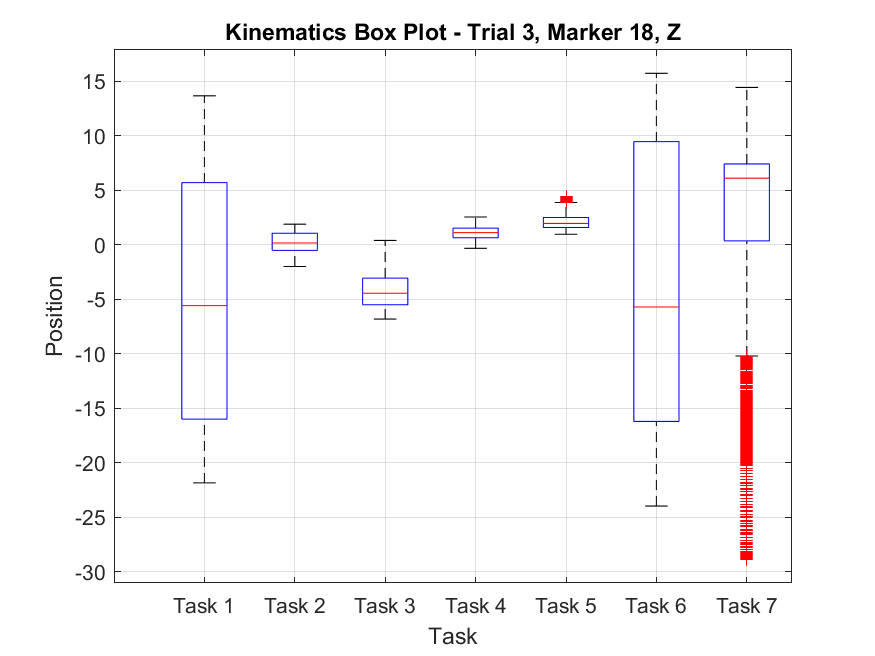 Kinematics Box Plot - Trial 3, Marker 18, Z
15
10
5
0
-5
-10
-15
-20
-25
-30
Position
Task 1 Task 2 Task 3 Task 4 Task 5 Task 6 Task 7
Task